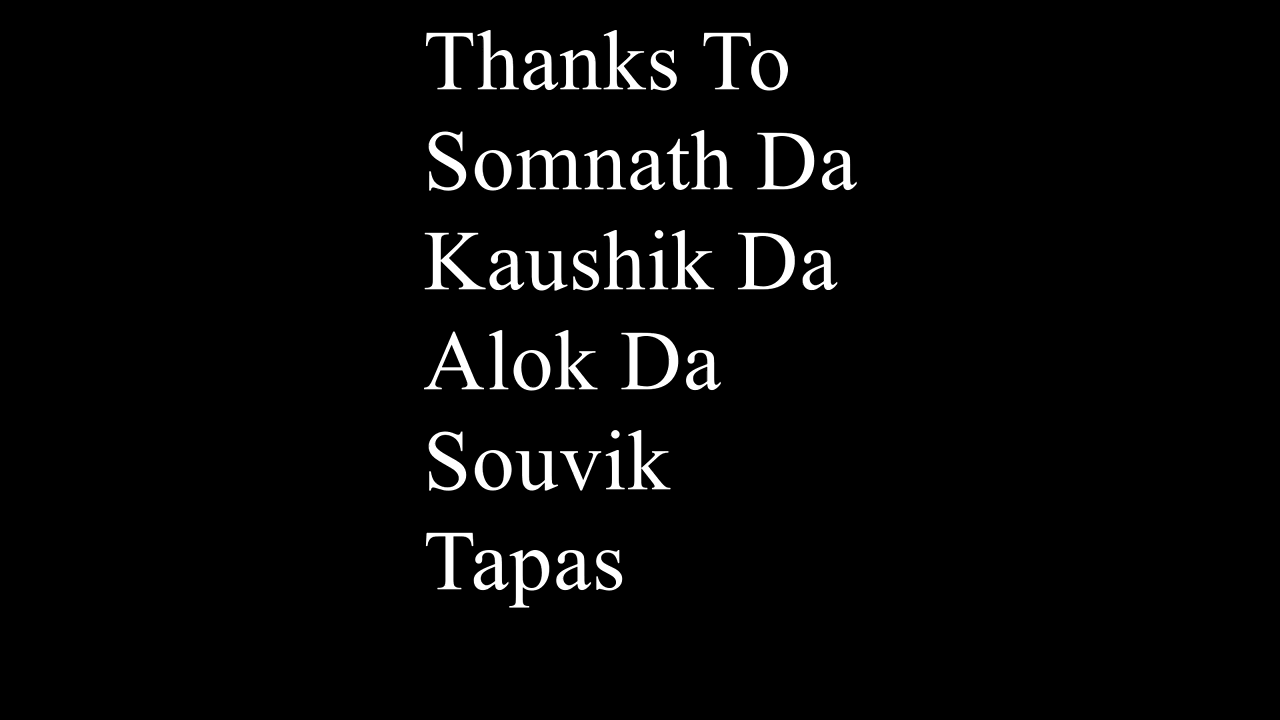 Thanks To
Somnath Da
Kaushik Da
Alok Da
Souvik
Tapas